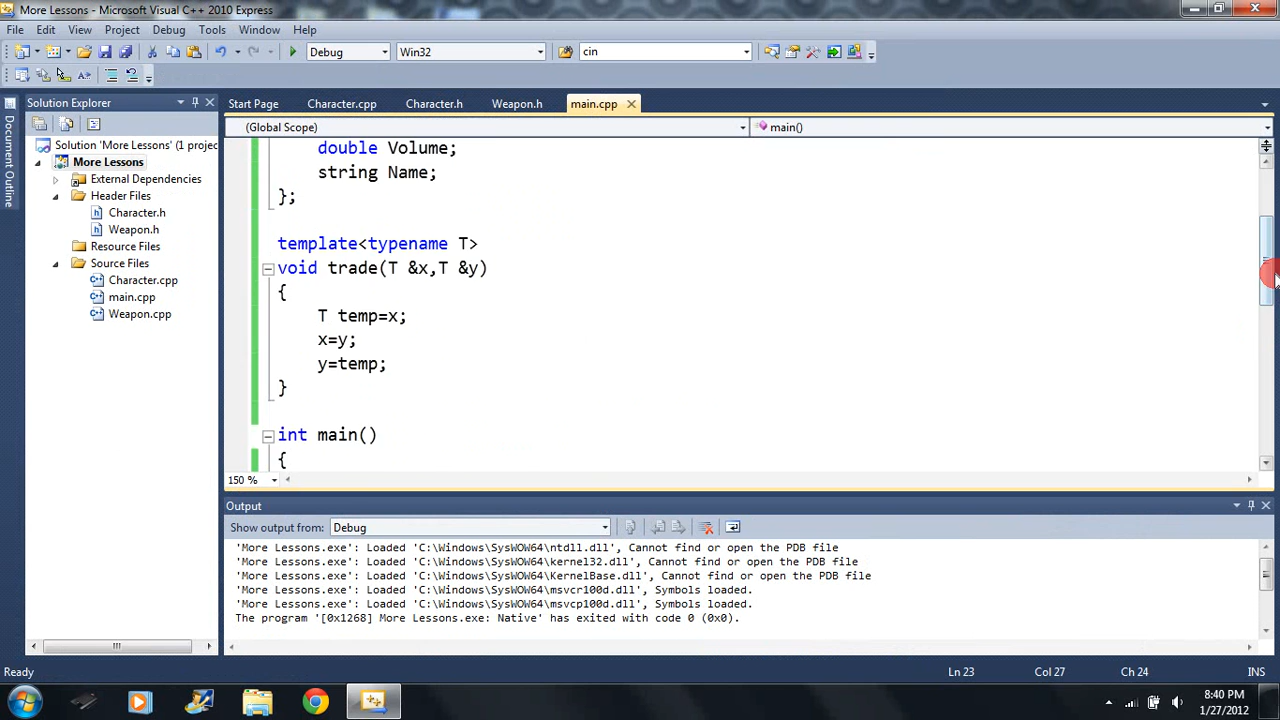 More Lessons - Microsoft Visual C++ 2010 Express
File Edit View Project Debug Tools Window Help
Debug Win32 cin
Solution Explorer
Start Page Character.cpp Character.h Weapon.h main.cpp
(Global Scope) main()
Document Outline
Solution 'More Lessons' (1 projec
More Lessons
External Dependencies
Header Files
Character.h
Weapon.h
Resource Files
Source Files
Character.cpp
main.cpp
Weapon.cpp
double Volume;
string Name;
};
template<typename T>
void trade(T &x,T &y)
{
T temp=x;
x=y;
y=temp;
}
int main()
{
150 %
Output
Show output from: Debug
'More Lessons.exe': Loaded 'C:\Windows\SysWOW64\ntdll.dll', Cannot find or open the PDB file
'More Lessons.exe': Loaded 'C:\Windows\SysWOW64\kernel32.dll', Cannot find or open the PDB file
'More Lessons.exe': Loaded 'C:\Windows\SysWOW64\KernelBase.dll', Cannot find or open the PDB file
'More Lessons.exe': Loaded 'C:\Windows\SysWOW64\msvcr100d.dll', Symbols loaded.
'More Lessons.exe': Loaded 'C:\Windows\SysWOW64\msvcp100d.dll', Symbols loaded.
The program '[0x1268] More Lessons.exe: Native' has exited with code 0 (0x0).
Ready Ln 23 Col 27 Ch 24 INS
8:40 PM
1/27/2012